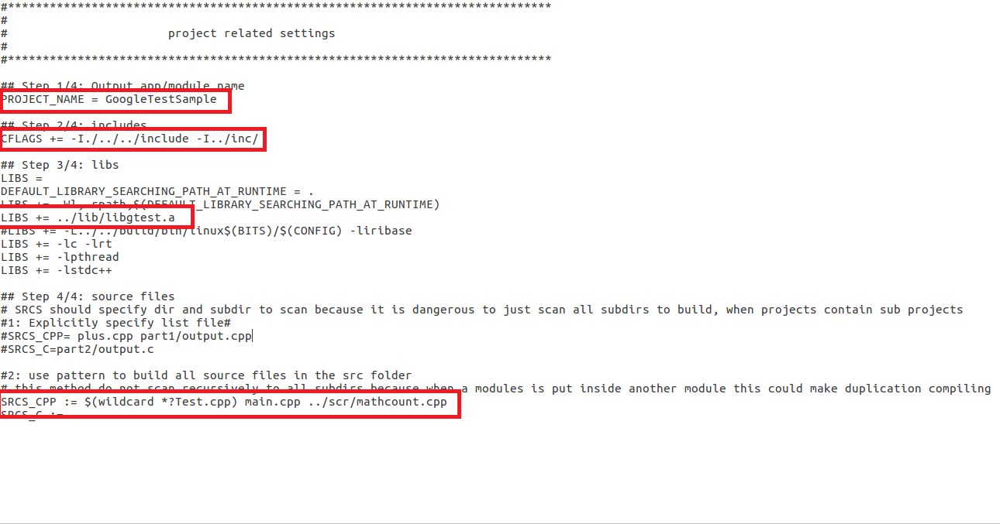 #******************************************************************************
#
#                       project related settings
#
#******************************************************************************
## Step 1/4: Output app/module name
PROJECT_NAME = GoogleTestSample
## Step 2/4: includes
CFLAGS += -I./../../include -I../inc/
## Step 3/4: libs
LIBS =
DEFAULT_LIBRARY_SEARCHING_PATH_AT_RUNTIME = .
LIBS += -Wl,-rpath,$(DEFAULT_LIBRARY_SEARCHING_PATH_AT_RUNTIME)
LIBS += ../lib/libgtest.a
#LIBS += -L../../build/bin/linux$(BITS)/$(CONFIG) -liribase
LIBS += -lc -lrt
LIBS += -lpthread
LIBS += -lstdc++
## Step 4/4: source files
# SRCS should specify dir and subdir to scan because it is dangerous to just scan all subdirs to build, when projects contain sub projects
#1: Explicitly specify list file#
#SRCS_CPP= plus.cpp part1/output.cpp
#SRCS_C=part2/output.c
#2: use pattern to build all source files in the src folder
# this method do not scan recursively to all subdirs because when a modules is put inside another module this could make duplication compiling
SRCS_CPP := $(wildcard *?Test.cpp) main.cpp ../scr/mathcount.cpp
SRCS_C :=